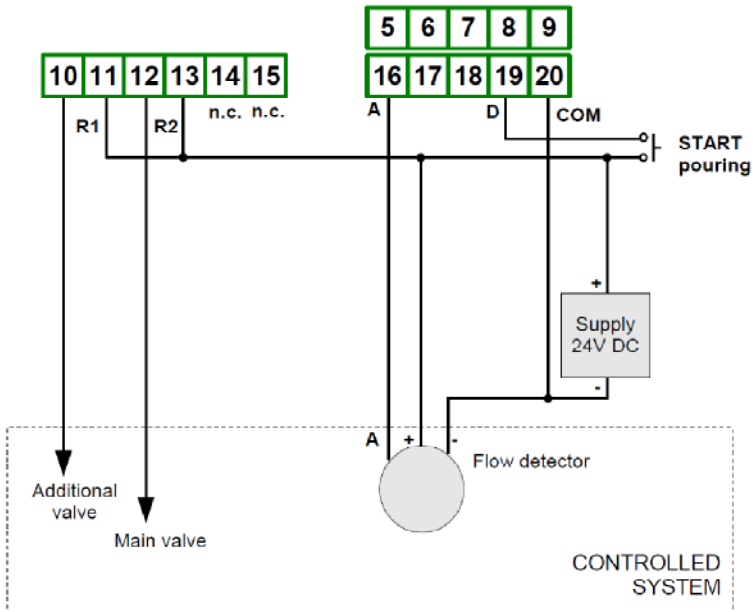 5 6 7 8 9
10 11 12 13 14 15
16 17 18 19 20
R1 R2 n.c. n.c.
A D COM
START
pouring
+
Supply
24V DC
-
A + -
Flow detector
Additional
valve
Main valve
CONTROLLED
SYSTEM